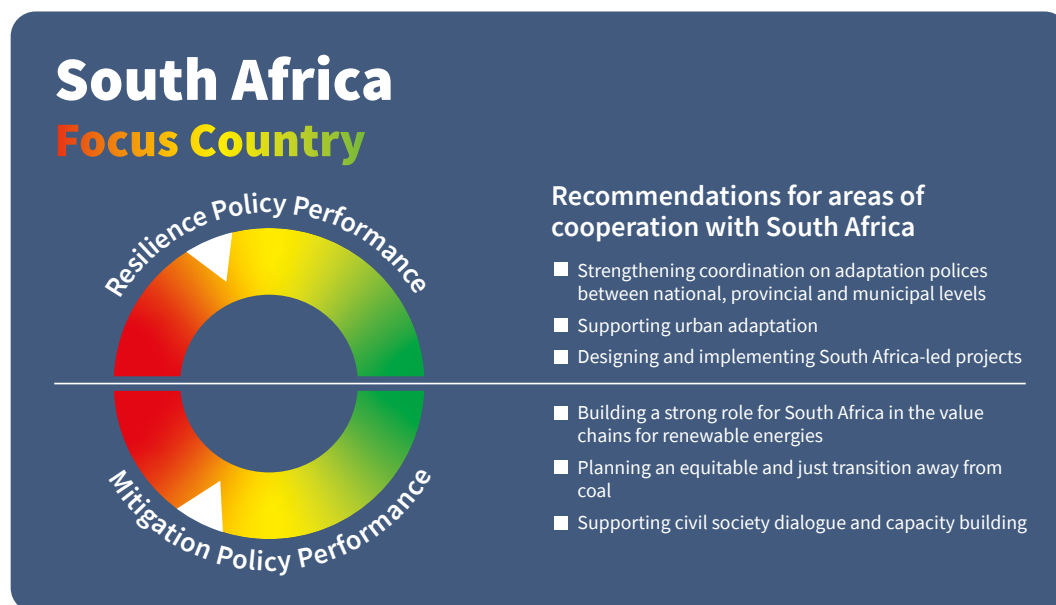 South Africa
Focus Country
Resilience Policy Performance
Recommendations for areas of
cooperation with South Africa
Strengthening coordination on adaptation polices
between national, provincial and municipal levels
Supporting urban adaptation
Designing and implementing South Africa-led projects
Mitigation Policy Performance
Building a strong role for South Africa in the value
chains for renewable energies
Planning an equitable and just transition away from
coal
Supporting civil society dialogue and capacity building